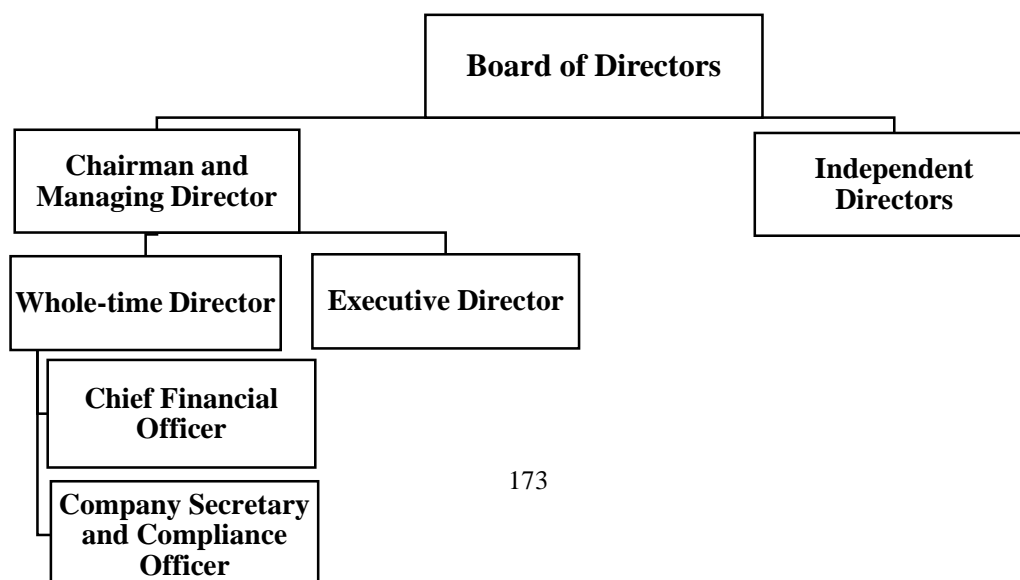 Board of Directors
Chairman and
Managing Director
Independent
Directors
Whole-time Director
Executive Director
Chief Financial
Officer
173
Company Secretary
and Compliance
Officer